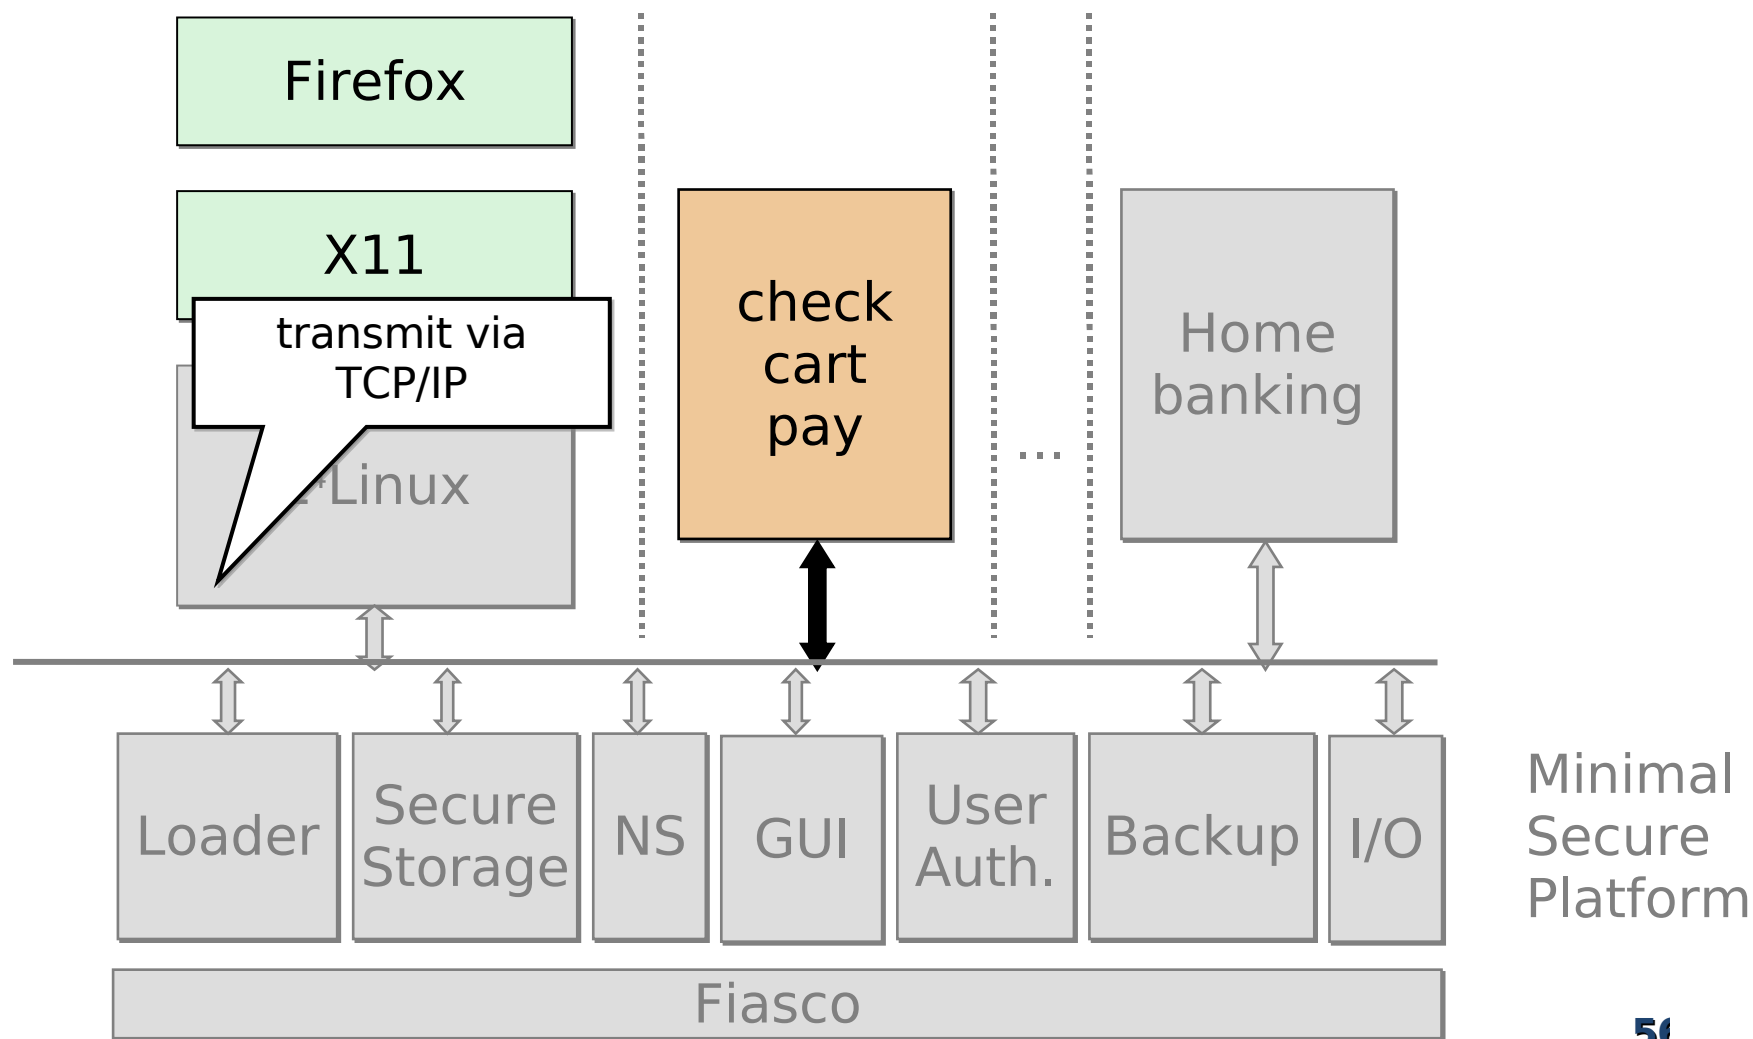 Firefox
X11
transmit via
TCP/IP
Linux
check
cart
pay
...
Home
banking
Loader
Secure
Storage
NS
GUI
User
Auth.
Backup
I/O
Minimal
Secure
Platform
Fiasco